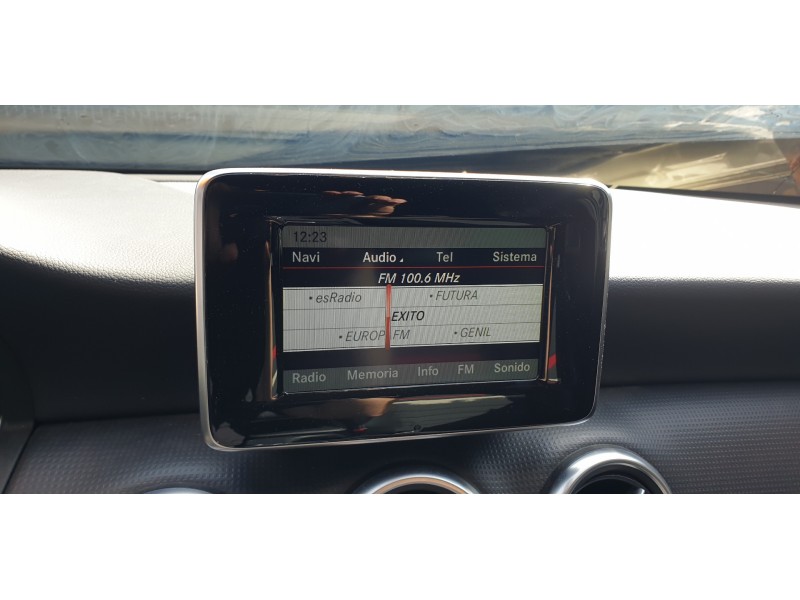 12:23
Navi Audio Tel Sistema
FM 100.6 MHz
• esRadio • FUTURA
EXITO
• EUROP FM • GENIL
Radio Memoria Info FM Sonido